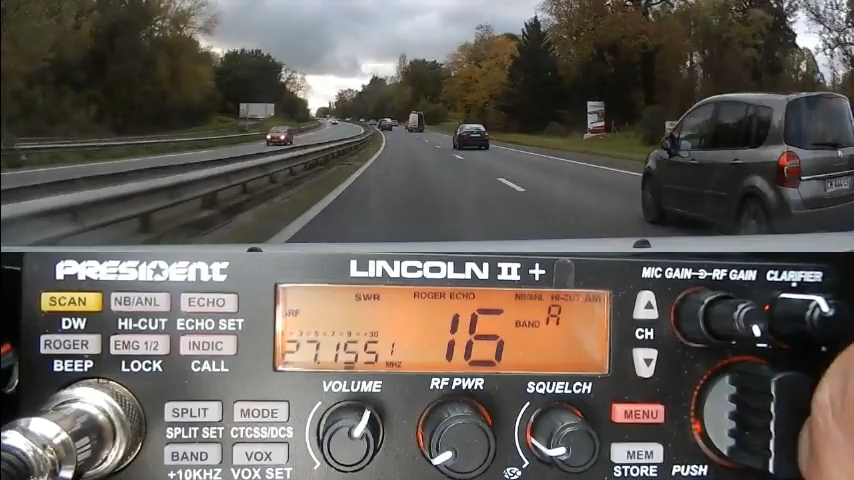 PRESIDENT
LINCOLN II +
MIC GAIN RF GAIN
CLARIFIER
SCAN
NB/ANL
ECHO
DW
HI-CUT
ECHO SET
ROGER
EMG 1/2
INDIC
BEEP
LOCK
CALL
SWR
ROGER ECHO
NB/ANL HI-CUT AM
27.1551 MHZ
16
BAND A
CH
VOLUME
RF PWR
SQUELCH
SPLIT
MODE
SPLIT SET
CTCSS/DCS
BAND
VOX
+10KHZ
VOX SET
ASC
MENU
MEM
STORE
PUSH